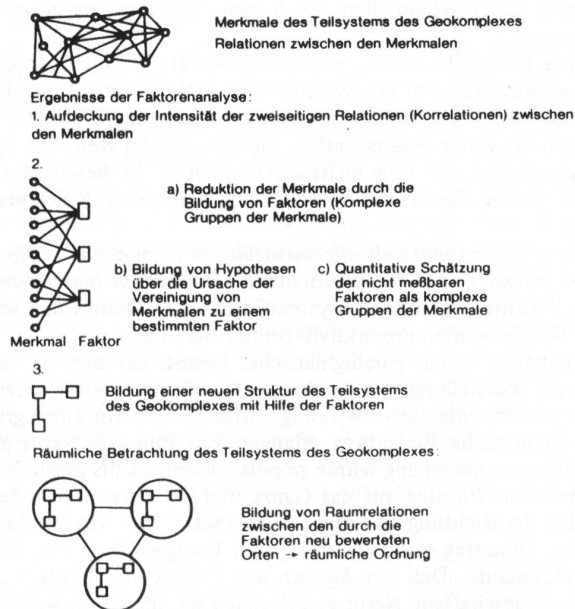 Merkmale des Teilsystems des Geokomplexes
Relationen zwischen den Merkmalen
Ergebnisse der Faktorenanalyse:
1. Aufdeckung der Intensität der zweiseitigen Relationen (Korrelationen) zwischen
den Merkmalen
2.
a) Reduktion der Merkmale durch die
Bildung von Faktoren (Komplexe
Gruppen der Merkmale)
b) Bildung von Hypothesen
über die Ursache der
Vereinigung von
Merkmalen zu einem
bestimmten Faktor
c) Quantitative Schätzung
der nicht meßbaren
Faktoren als komplexe
Gruppen der Merkmale
Merkmal Faktor
3.
Bildung einer neuen Struktur des Teilsystems
des Geokomplexes mit Hilfe der Faktoren
Räumliche Betrachtung des Teilsystems des Geokomplexes:
Bildung von Raumrelationen
zwischen den durch die
Faktoren neu bewerteten
Orten → räumliche Ordnung